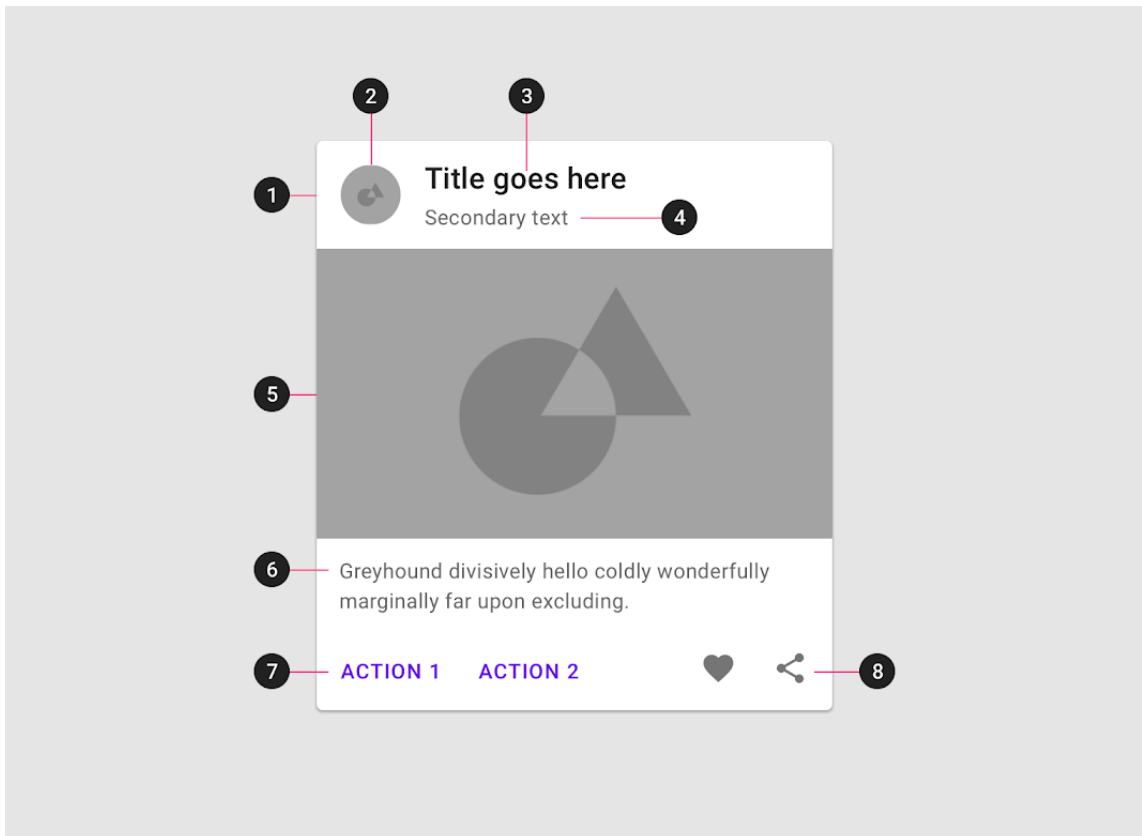 2
3
1
Title goes here
Secondary text
4
5
6
Greyhound divisively hello coldly wonderfully
marginally far upon excluding.
7
ACTION 1
ACTION 2
8